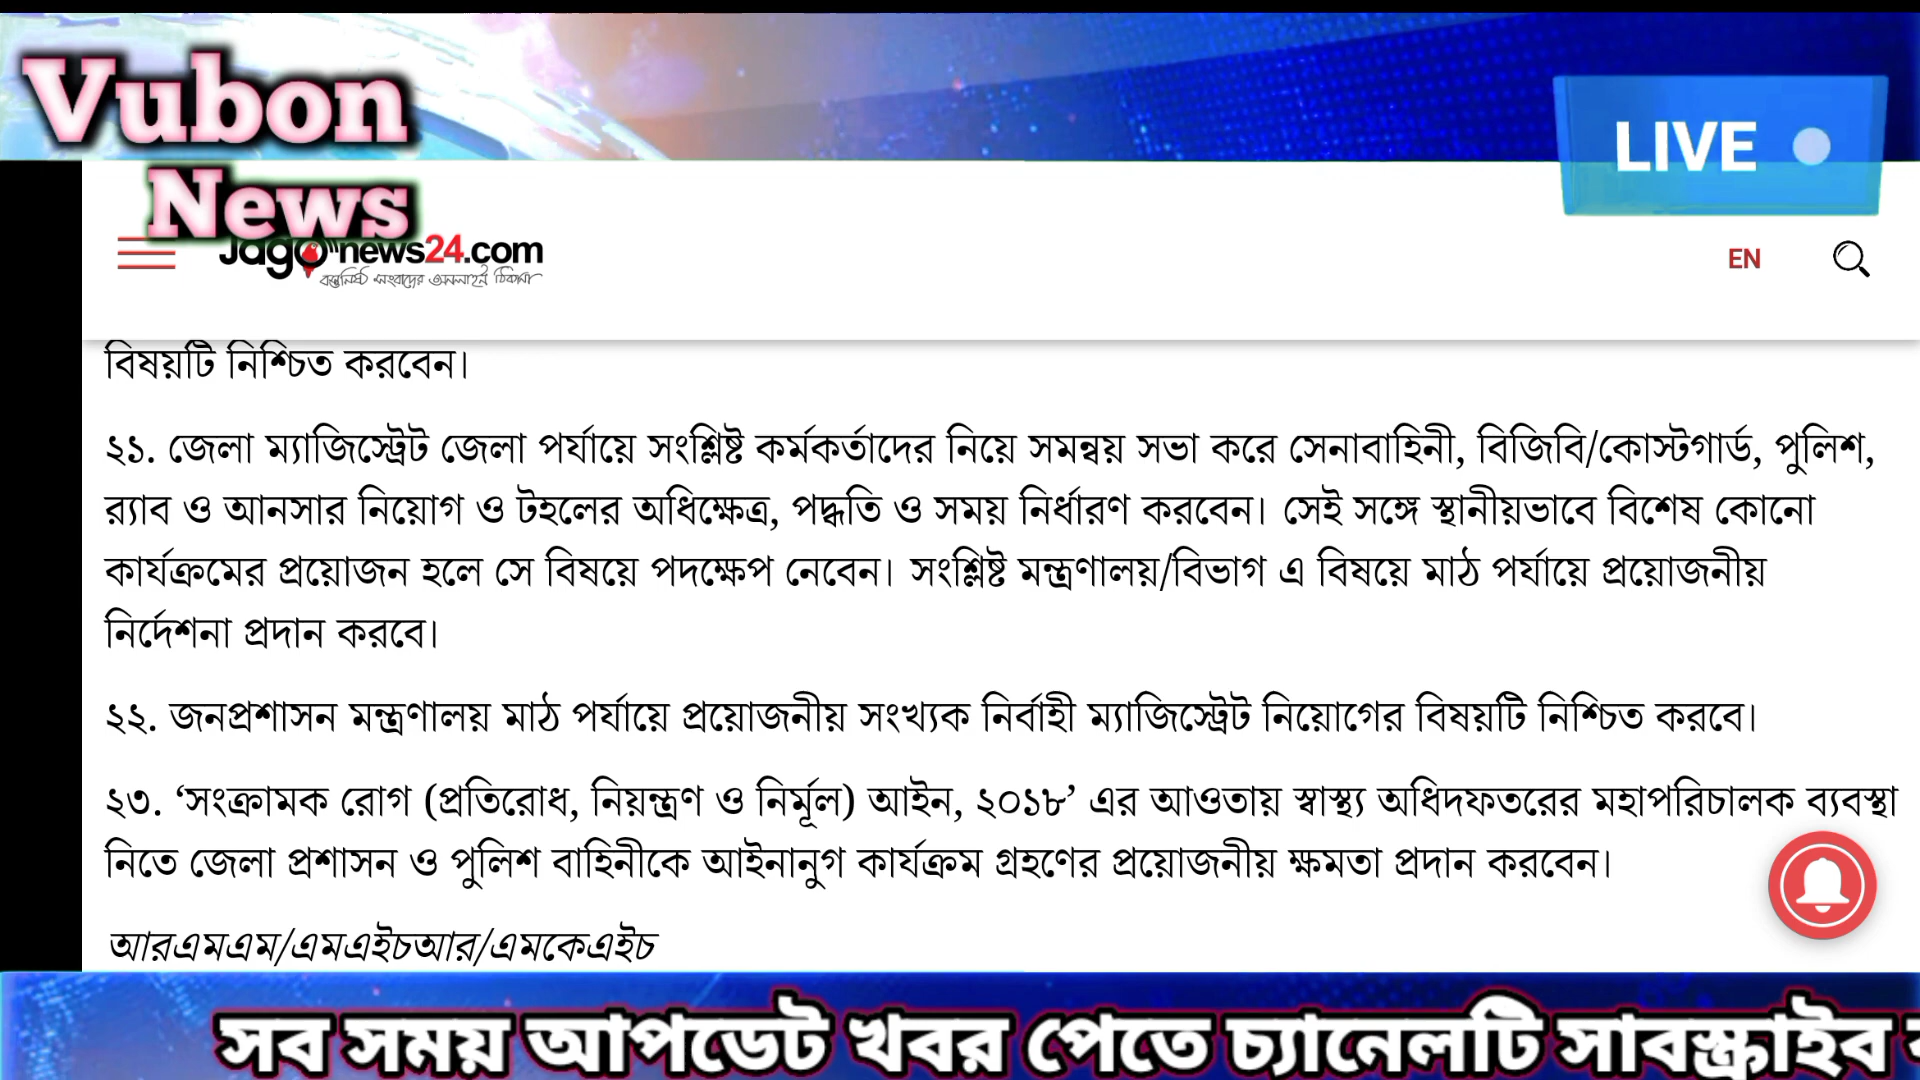 Vubon
News
LIVE
Jagonews24.com
বস্তুনিষ্ঠ সংবাদের অনলাইন ঠিকানা
EN
বিষয়টি নিশ্চিত করবেন।
২১. জেলা ম্যাজিস্ট্রেট জেলা পর্যায়ে সংশ্লিষ্ট কর্মকর্তাদের নিয়ে সমন্বয় সভা করে সেনাবাহিনী, বিজিবি/কোস্টগার্ড, পুলিশ,
র‍্যাব ও আনসার নিয়োগ ও টহলের অধিক্ষেত্র, পদ্ধতি ও সময় নির্ধারণ করবেন। সেই সঙ্গে স্থানীয়ভাবে বিশেষ কোনো
কার্যক্রমের প্রয়োজন হলে সে বিষয়ে পদক্ষেপ নেবেন। সংশ্লিষ্ট মন্ত্রণালয়/বিভাগ এ বিষয়ে মাঠ পর্যায়ে প্রয়োজনীয়
নির্দেশনা প্রদান করবে।
২২. জনপ্রশাসন মন্ত্রণালয় মাঠ পর্যায়ে প্রয়োজনীয় সংখ্যক নির্বাহী ম্যাজিস্ট্রেট নিয়োগের বিষয়টি নিশ্চিত করবে।
২৩. ‘সংক্রামক রোগ (প্রতিরোধ, নিয়ন্ত্রণ ও নির্মূল) আইন, ২০১৮’ এর আওতায় স্বাস্থ্য অধিদফতরের মহাপরিচালক ব্যবস্থা
নিতে জেলা প্রশাসন ও পুলিশ বাহিনীকে আইনানুগ কার্যক্রম গ্রহণের প্রয়োজনীয় ক্ষমতা প্রদান করবেন।
আরএমএম/এমএইচআর/এমকেএইচ
সব সময় আপডেট খবর পেতে চ্যানেলটি সাবস্ক্রাইব